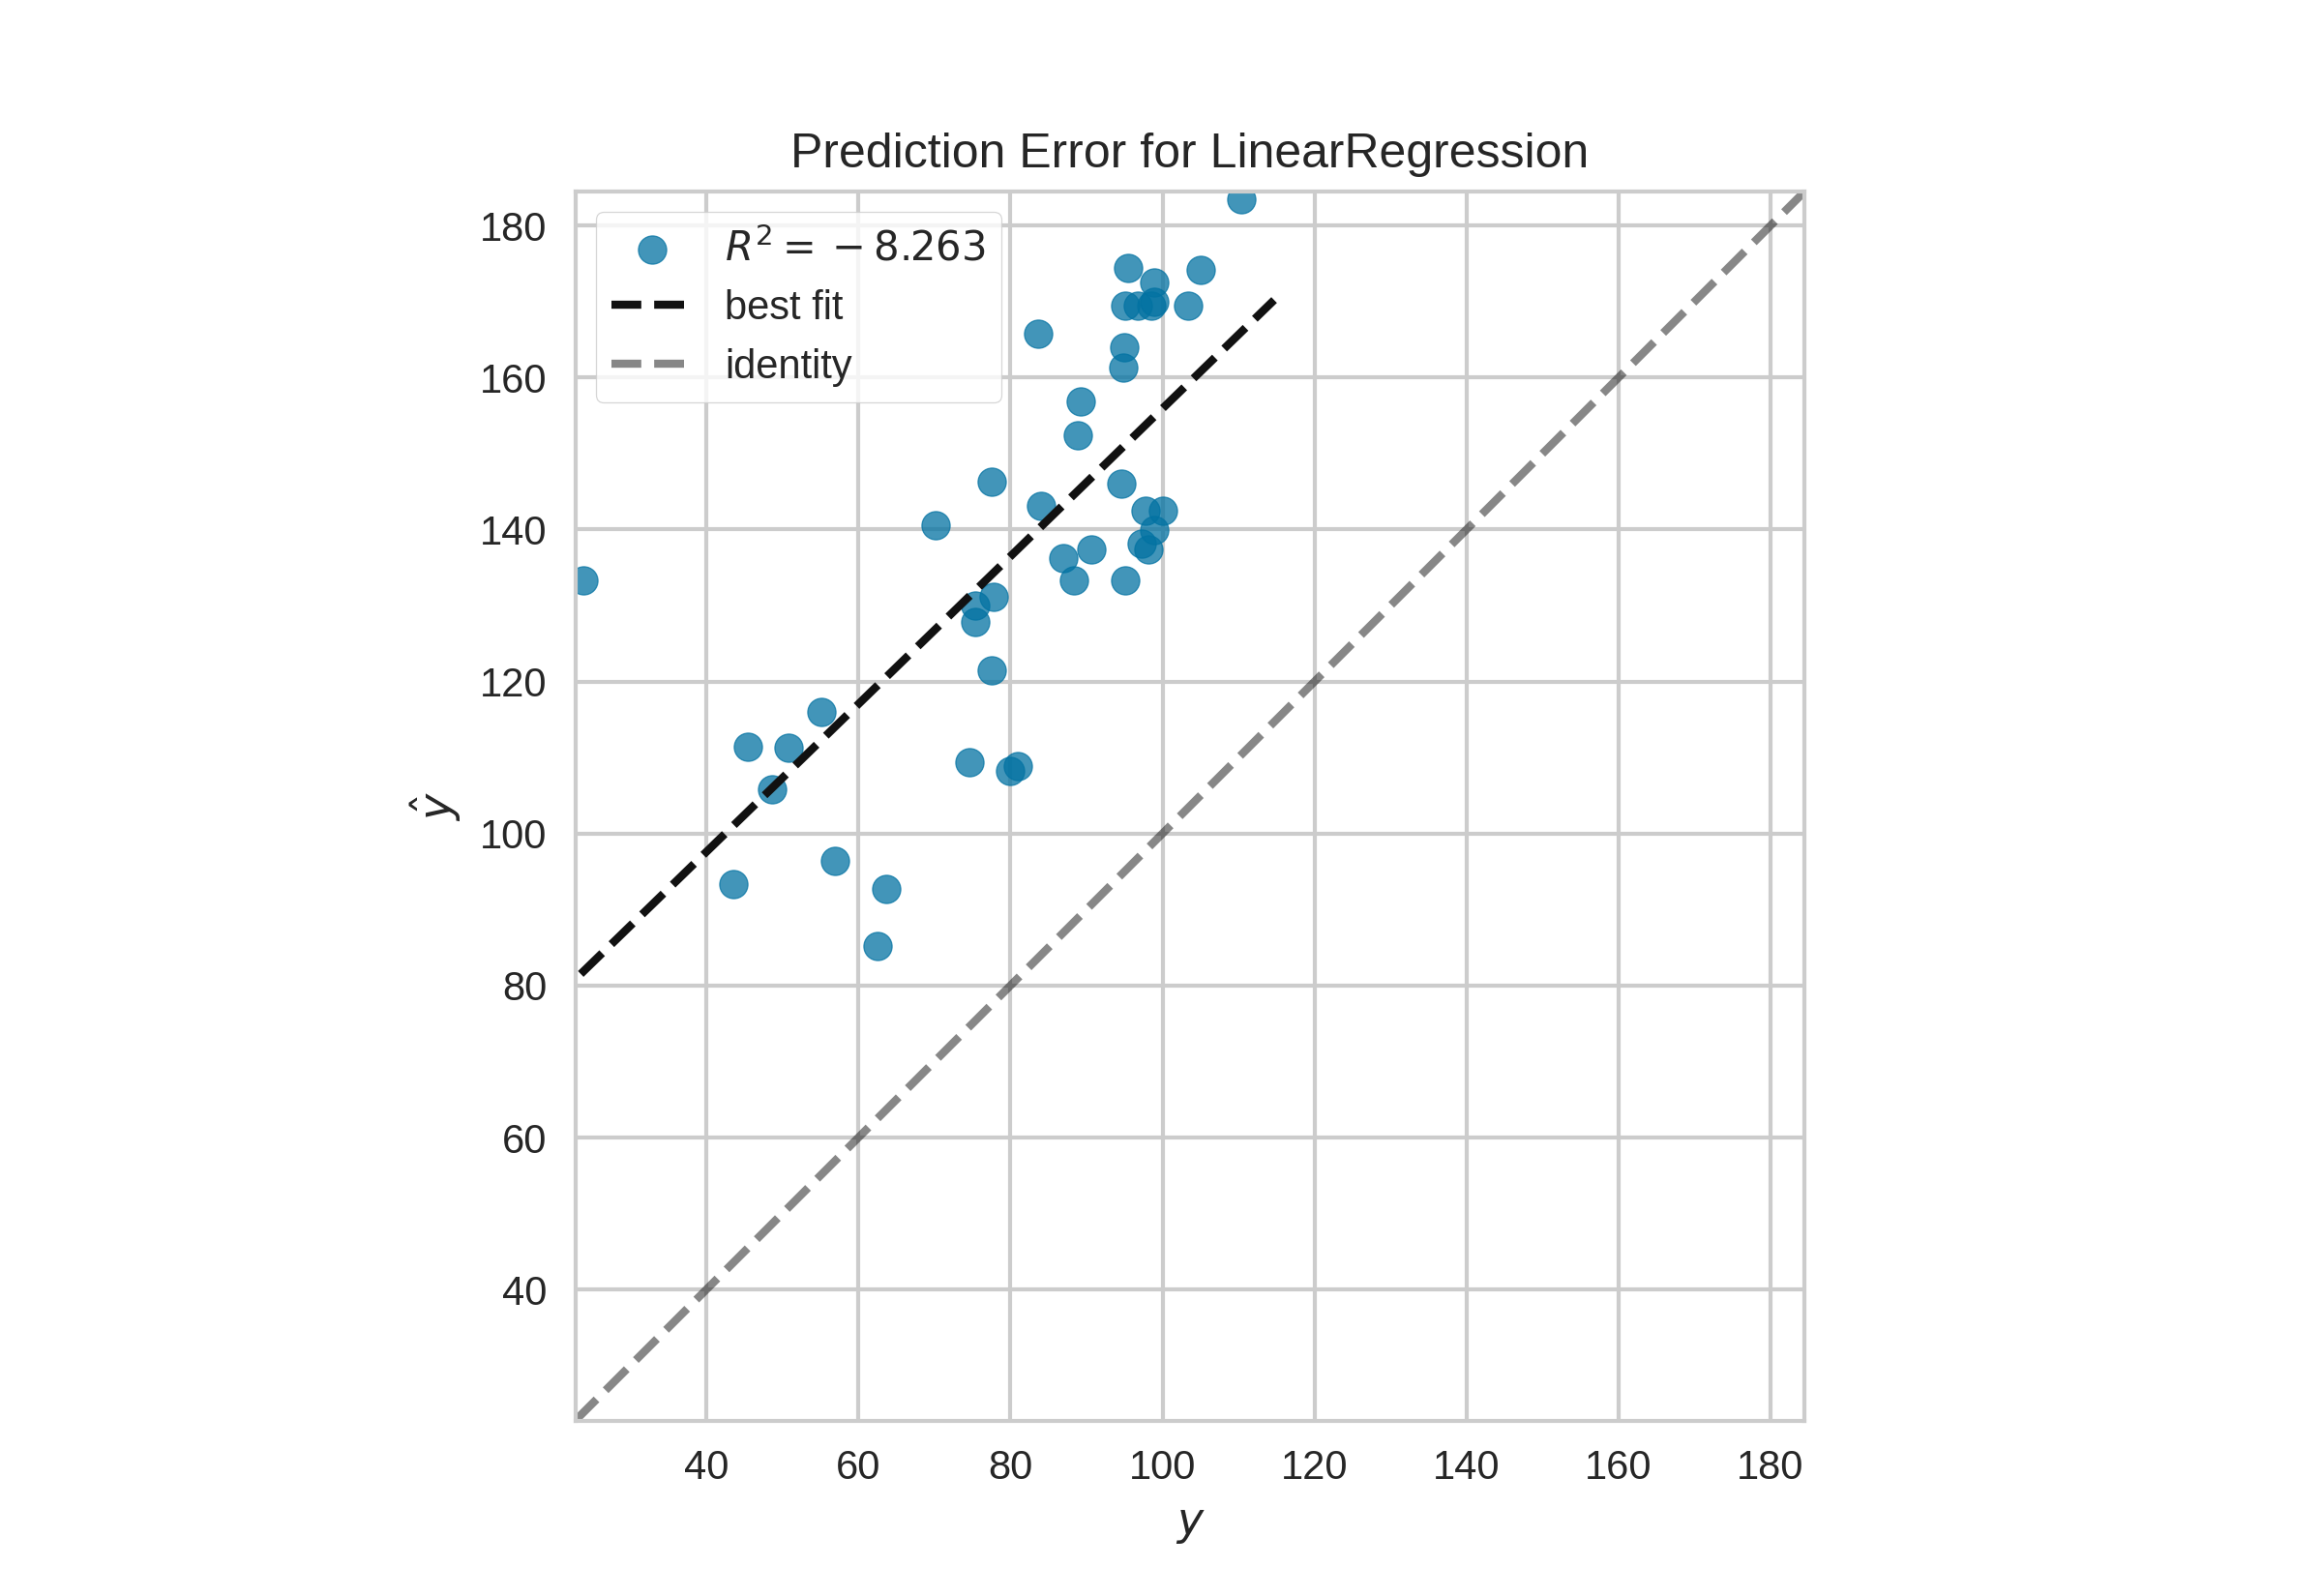 Prediction Error for LinearRegression
R² = −8.263
best fit
identity
180
160
140
120
100
80
60
40
ŷ
40 60 80 100 120 140 160 180
y